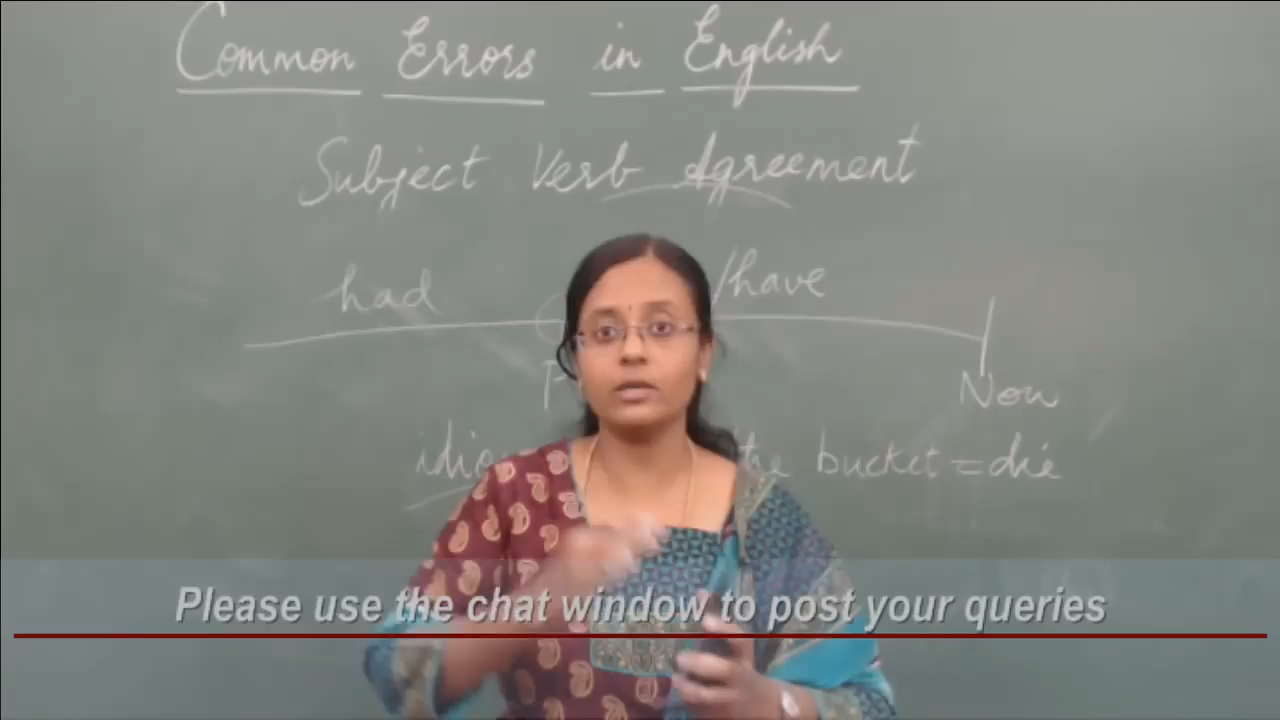 Common Errors in English
Subject Verb Agreement
had /have
Now
the bucket = die
Please use the chat window to post your queries